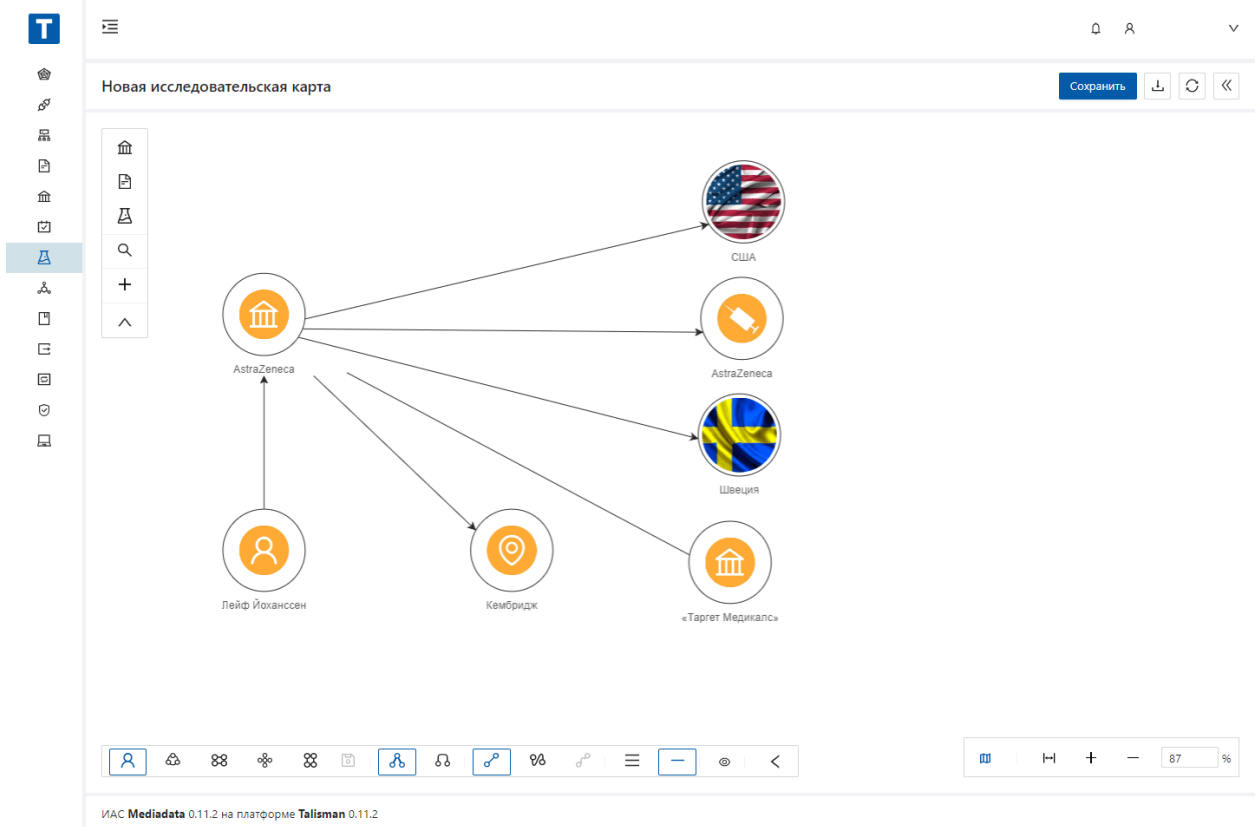 T
Новая исследовательская карта
Сохранить
США
AstraZeneca
AstraZeneca
Швеция
Лейф Йоханссен
Кембридж
«Таргет Медикалс»
87 %
ИАС Mediadata 0.11.2 на платформе Talisman 0.11.2